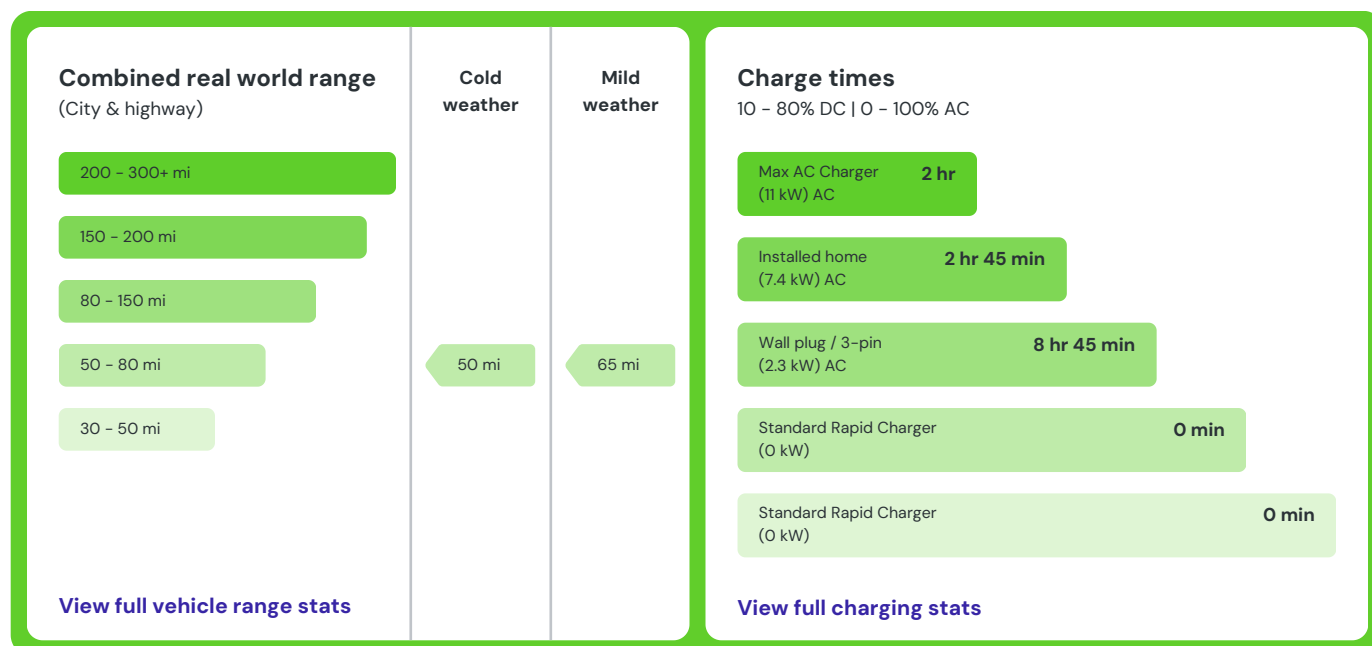 Combined real world range
(City & highway)
Cold
weather
Mild
weather
200 - 300+ mi
150 - 200 mi
80 - 150 mi
50 - 80 mi
50 mi
65 mi
30 - 50 mi
View full vehicle range stats
Charge times
10 - 80% DC | 0 - 100% AC
Max AC Charger
(11 kW) AC
2 hr
Installed home
(7.4 kW) AC
2 hr 45 min
Wall plug / 3-pin
(2.3 kW) AC
8 hr 45 min
Standard Rapid Charger
(0 kW)
0 min
Standard Rapid Charger
(0 kW)
0 min
View full charging stats